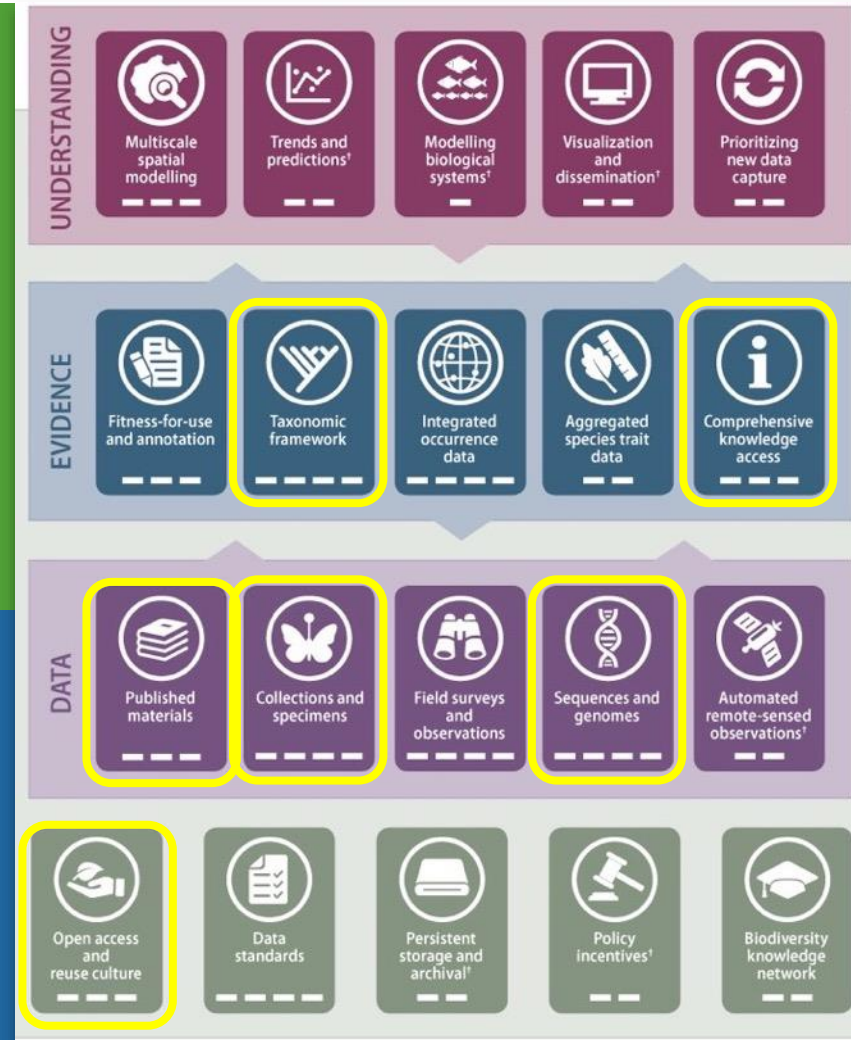 UNDERSTANDING
Multiscale
spatial
modelling
Trends and
predictions†
Modelling
biological
systems†
Visualization
and
dissemination†
Prioritizing
new data
capture
EVIDENCE
Fitness-for-use
and annotation
Taxonomic
framework
Integrated
occurrence
data
Aggregated
species trait
data
Comprehensive
knowledge
access
DATA
Published
materials
Collections and
specimens
Field surveys
and
observations
Sequences and
genomes
Automated
remote-sensed
observations†
Open access
and
reuse culture
Data
standards
Persistent
storage and
archival†
Policy
incentives†
Biodiversity
knowledge
network